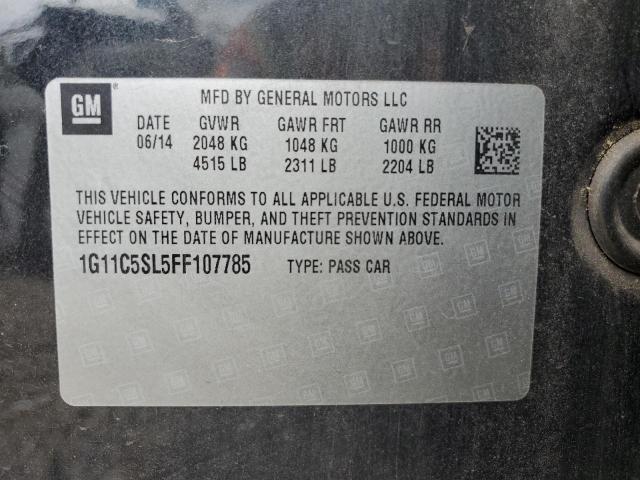 GM
MFD BY GENERAL MOTORS LLC
DATE GVWR GAWR FRT GAWR RR
06/14 2048 KG 1048 KG 1000 KG
4515 LB 2311 LB 2204 LB
THIS VEHICLE CONFORMS TO ALL APPLICABLE U.S. FEDERAL MOTOR
VEHICLE SAFETY, BUMPER, AND THEFT PREVENTION STANDARDS IN
EFFECT ON THE DATE OF MANUFACTURE SHOWN ABOVE.
1G11C5SL5FF107785 TYPE: PASS CAR